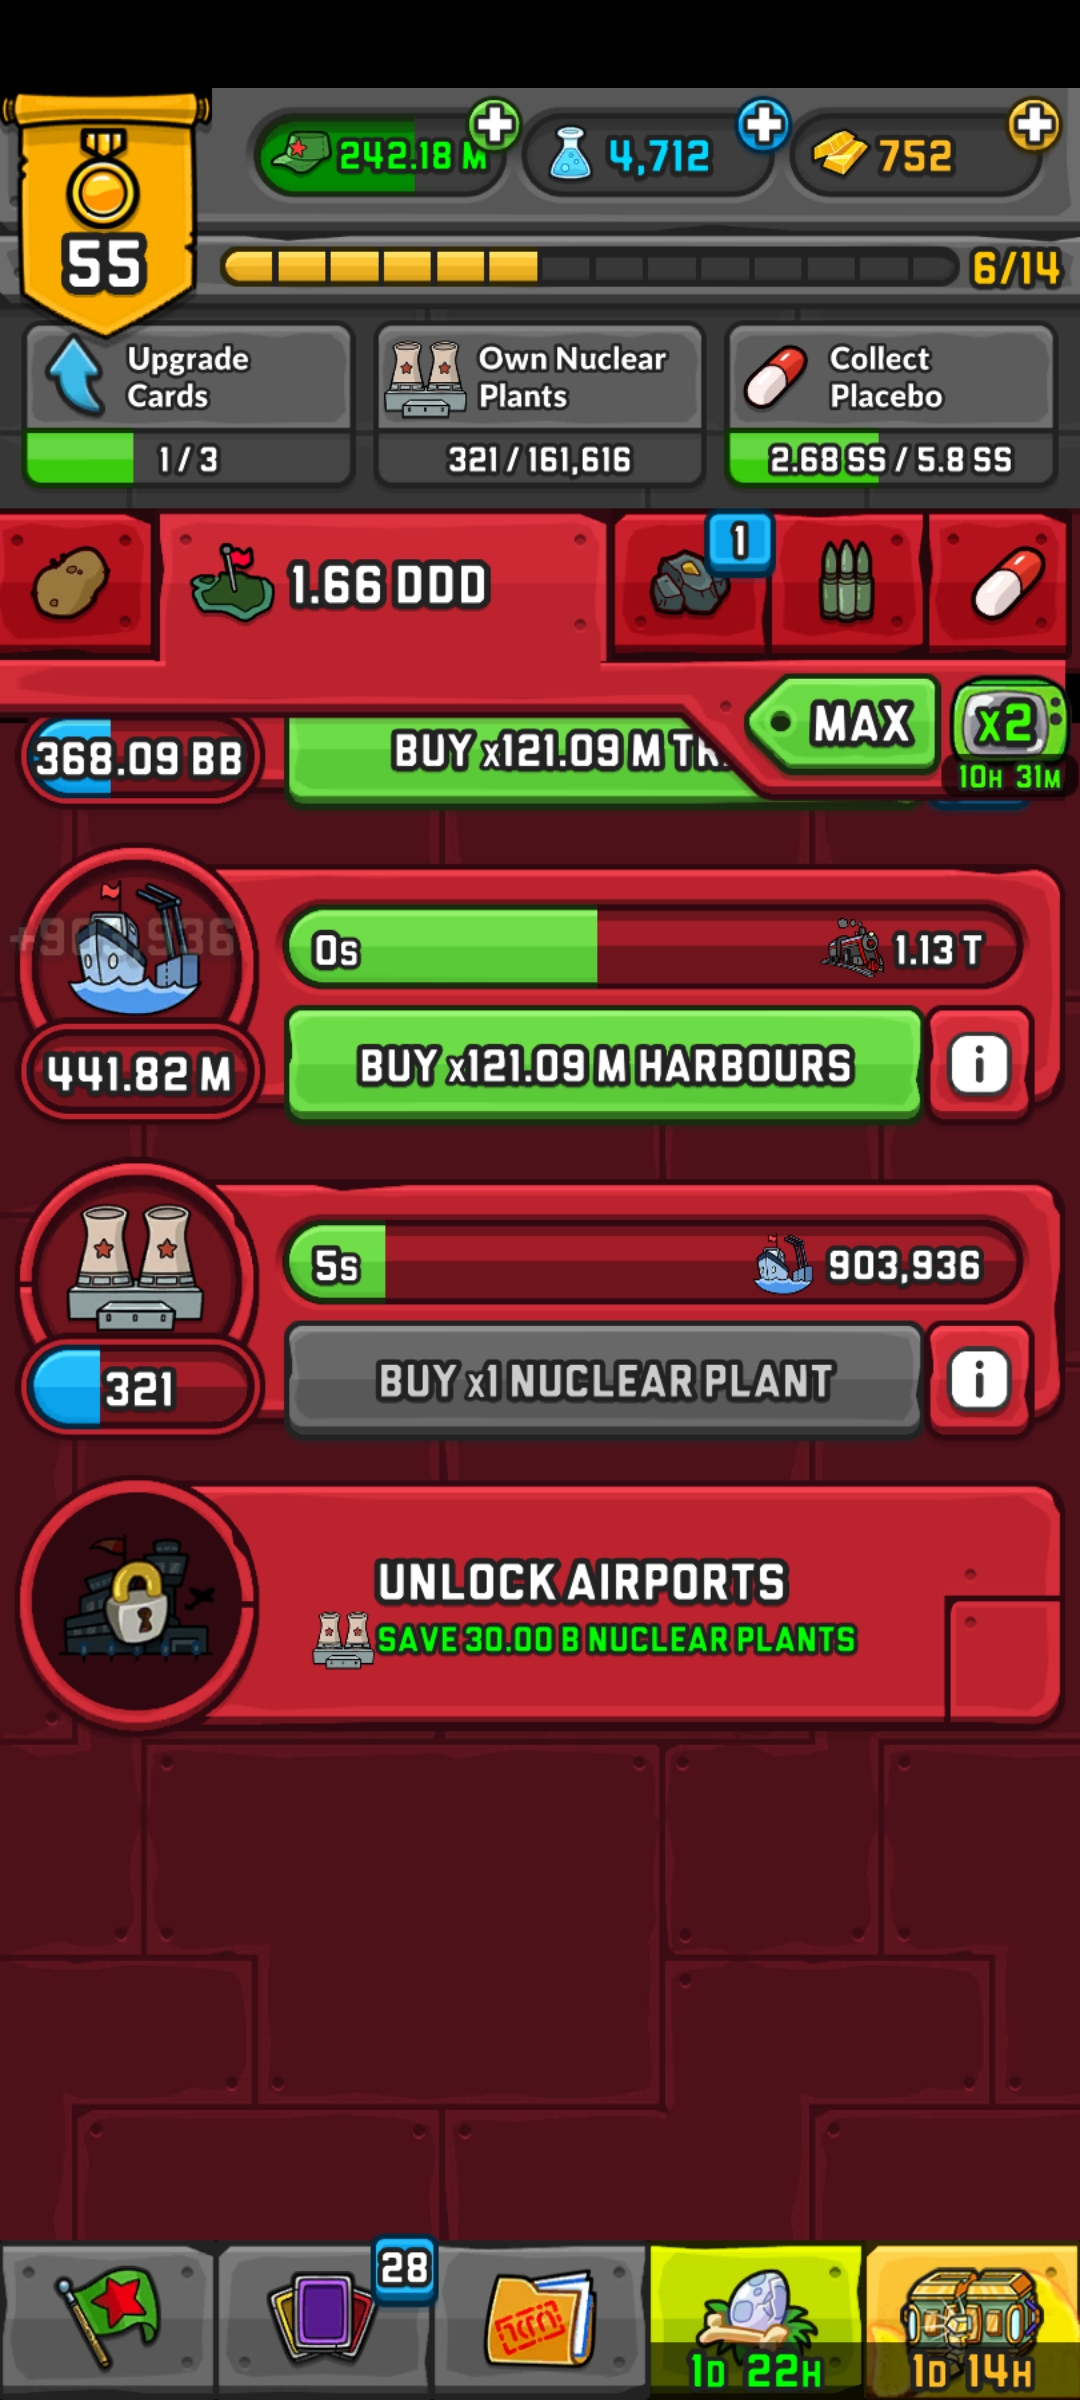 242.18 M
4,712
752
55
6/14
Upgrade
Cards
1 / 3
Own Nuclear
Plants
321 / 161,616
Collect
Placebo
2.68 SS / 5.8 SS
1.66 DDD
1
MAX
x2
10H 31M
368.09 BB
BUY x121.09 M
+903,936
0s
1.13 T
441.82 M
BUY x121.09 M HARBOURS
i
5s
903,936
321
BUY x1 NUCLEAR PLANT
i
UNLOCK AIRPORTS
SAVE 30.00 B NUCLEAR PLANTS
28
1D 22H
1D 14H